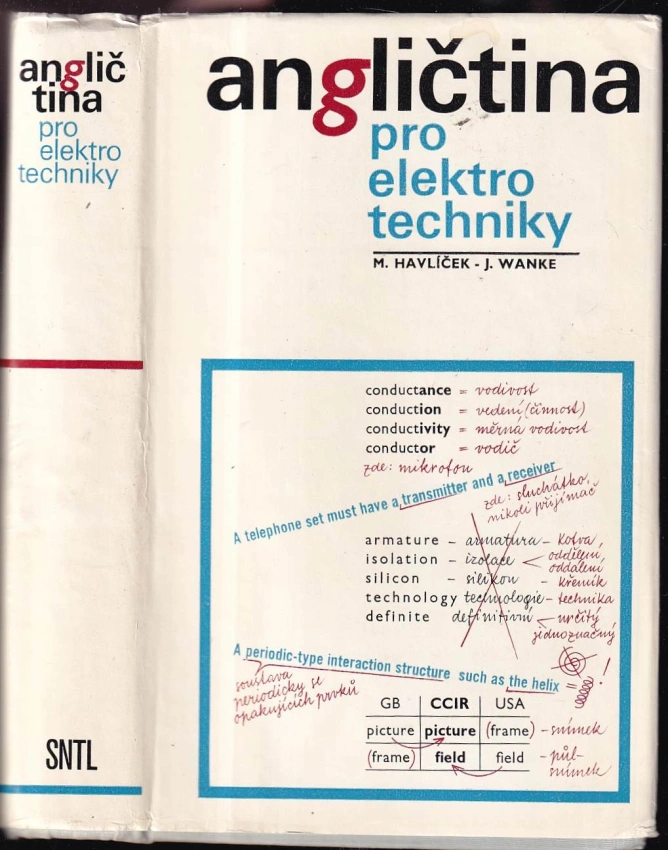 anglič
tina
pro
elektro
techniky
SNTL
angličtina
pro
elektro
techniky
M. HAVLÍČEK - J. WANKE
conductance = vodivost
conduction = vedení (činnost)
conductivity = měrná vodivost
conductor = vodič
zde: mikrofon
A telephone set must have a transmitter and a receiver
zde: sluchátko,
nikoli přijímač
armature - armatura - kotva
isolation - izolace < oddělení, oddálení
silicon - silikon - křemík
technology technologie - technika
definite definitivní < určitý
jednoznačný
A periodic-type interaction structure such as the helix
= !
soustava
periodicky se
opakujících prvků
GB CCIR USA
picture picture (frame) - snímek
(frame) field field - půl-
snímek